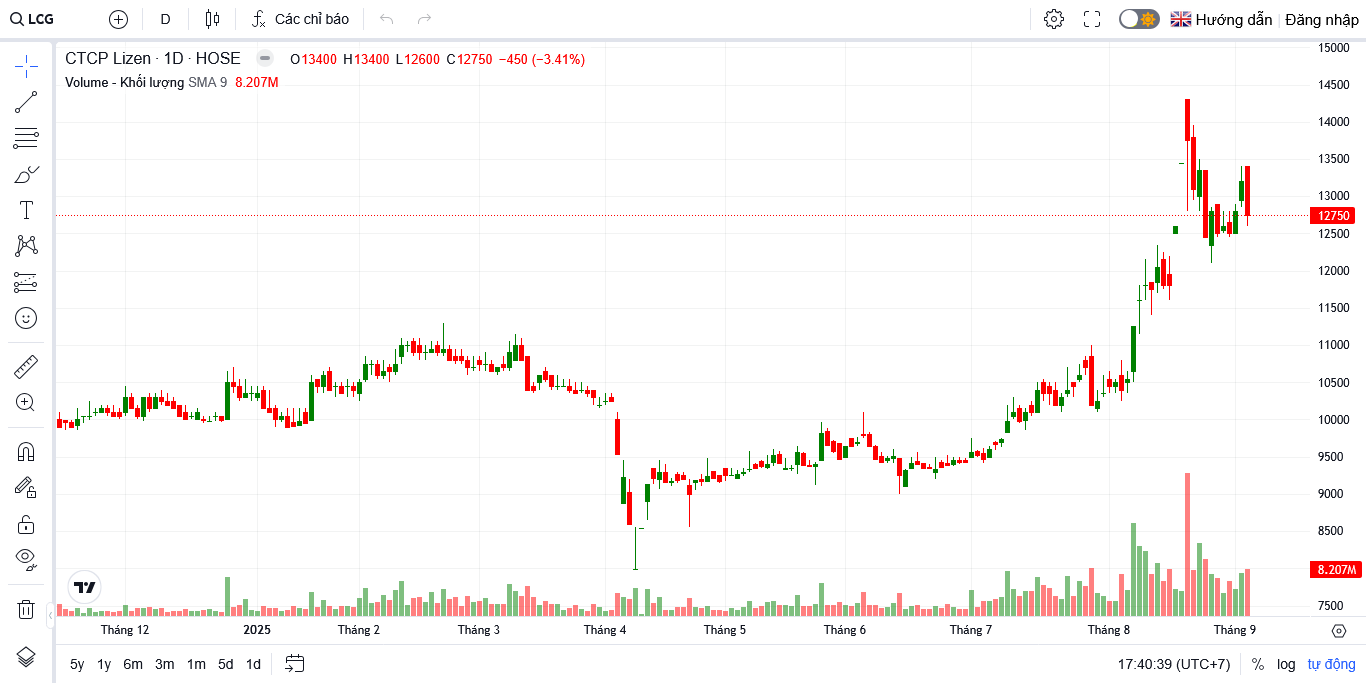 LCG D Các chỉ báo Hướng dẫn Đăng nhập
CTCP Lizen · 1D · HOSE O13400 H13400 L12600 C12750 −450 (−3.41%)
Volume - Khối lượng SMA 9 8.207M
15000
14500
14000
13500
13000
12750
12500
12000
11500
11000
10500
10000
9500
9000
8500
8.207M
7500
Tháng 12 2025 Tháng 2 Tháng 3 Tháng 4 Tháng 5 Tháng 6 Tháng 7 Tháng 8 Tháng 9
5y 1y 6m 3m 1m 5d 1d 17:40:39 (UTC+7) % log tự động